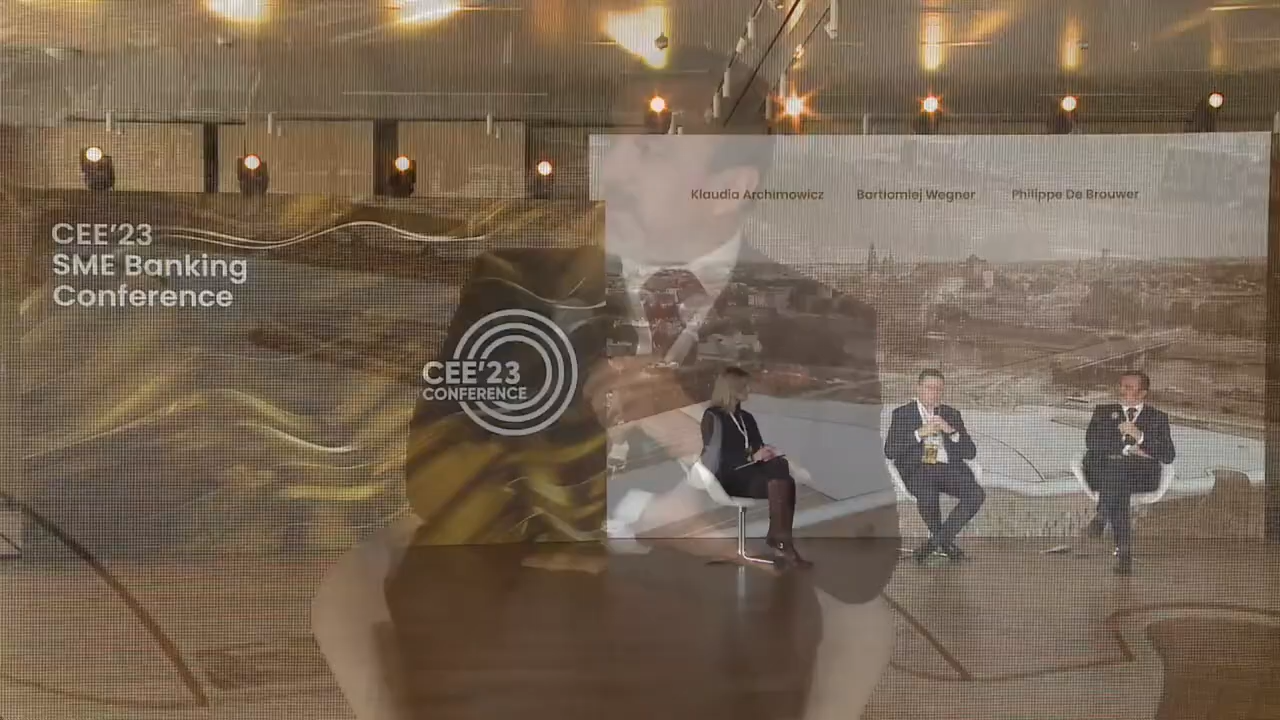 CEE'23
SME Banking
Conference
CEE'23
CONFERENCE
Klaudia Archimowicz
Bartłomiej Wegner
Philippe De Brouwer